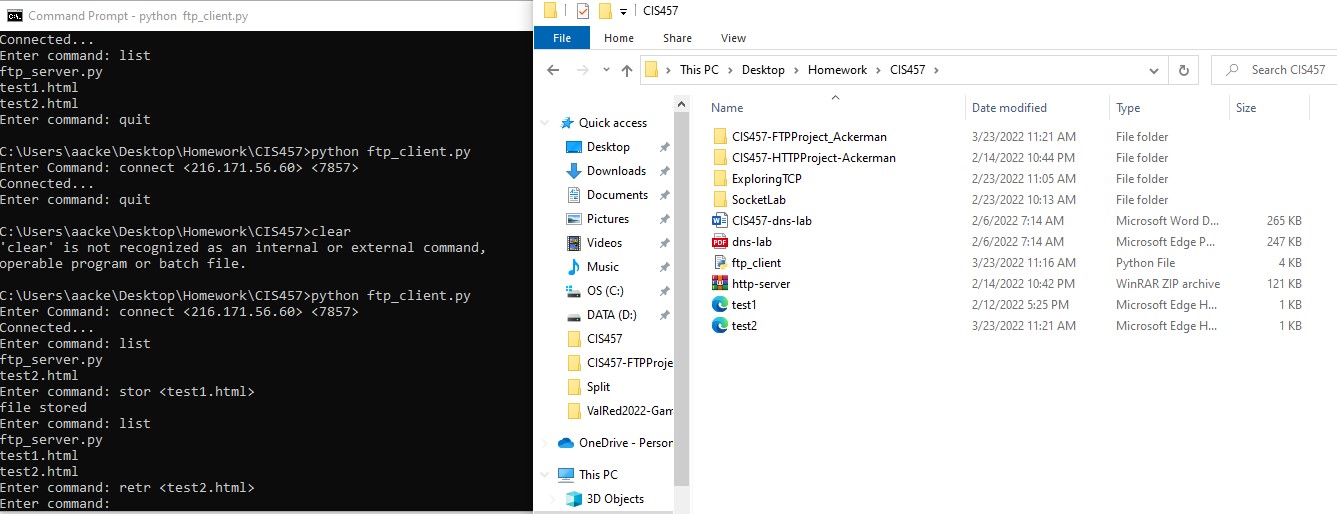 Command Prompt - python ftp_client.py
Connected...
Enter command: list
ftp_server.py
test1.html
test2.html
Enter command: quit
C:\Users\aacke\Desktop\Homework\CIS457>python ftp_client.py
Enter Command: connect <216.171.56.60> <7857>
Connected...
Enter command: quit
C:\Users\aacke\Desktop\Homework\CIS457>clear
'clear' is not recognized as an internal or external command,
operable program or batch file.
C:\Users\aacke\Desktop\Homework\CIS457>python ftp_client.py
Enter Command: connect <216.171.56.60> <7857>
Connected...
Enter command: list
ftp_server.py
test2.html
Enter command: stor <test1.html>
file stored
Enter command: list
ftp_server.py
test1.html
test2.html
Enter command: retr <test2.html>
Enter command:
CIS457
File Home Share View
This PC > Desktop > Homework > CIS457 >
Search CIS457
Quick access
Desktop
Downloads
Documents
Pictures
Videos
Music
OS (C:)
DATA (D:)
CIS457
CIS457-FTPProje
Split
ValRed2022-Gam
OneDrive - Person
This PC
3D Objects
Name Date modified Type Size
CIS457-FTPProject_Ackerman 3/23/2022 11:21 AM File folder
CIS457-HTTPProject-Ackerman 2/14/2022 10:44 PM File folder
ExploringTCP 2/23/2022 11:05 AM File folder
SocketLab 2/23/2022 10:13 AM File folder
CIS457-dns-lab 2/6/2022 7:14 AM Microsoft Word D... 265 KB
dns-lab 2/6/2022 7:14 AM Microsoft Edge P... 247 KB
ftp_client 3/23/2022 11:16 AM Python File 4 KB
http-server 2/14/2022 10:42 PM WinRAR ZIP archive 121 KB
test1 2/12/2022 5:25 PM Microsoft Edge H... 1 KB
test2 3/23/2022 11:21 AM Microsoft Edge H... 1 KB